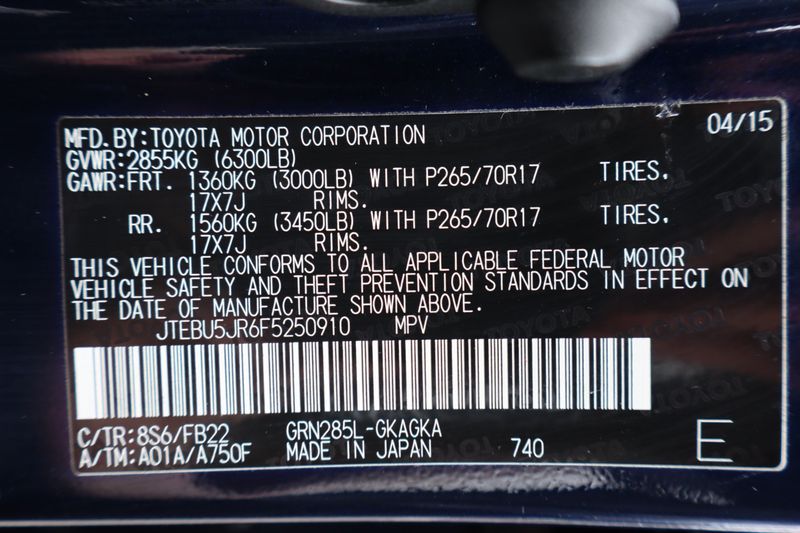 04/15
MFD.BY:TOYOTA MOTOR CORPORATION
GVWR:2855KG (6300LB)
GAWR:FRT. 1360KG (3000LB) WITH P265/70R17 TIRES.
17X7J RIMS.
RR. 1560KG (3450LB) WITH P265/70R17 TIRES.
17X7J RIMS.
THIS VEHICLE CONFORMS TO ALL APPLICABLE FEDERAL MOTOR
VEHICLE SAFETY AND THEFT PREVENTION STANDARDS IN EFFECT ON
THE DATE OF MANUFACTURE SHOWN ABOVE.
JTEBU5JR6F5250910 MPV
C/TR:8S6/FB22 GRN285L-GKAGKA
A/TM:A01A/A750F MADE IN JAPAN 740 E